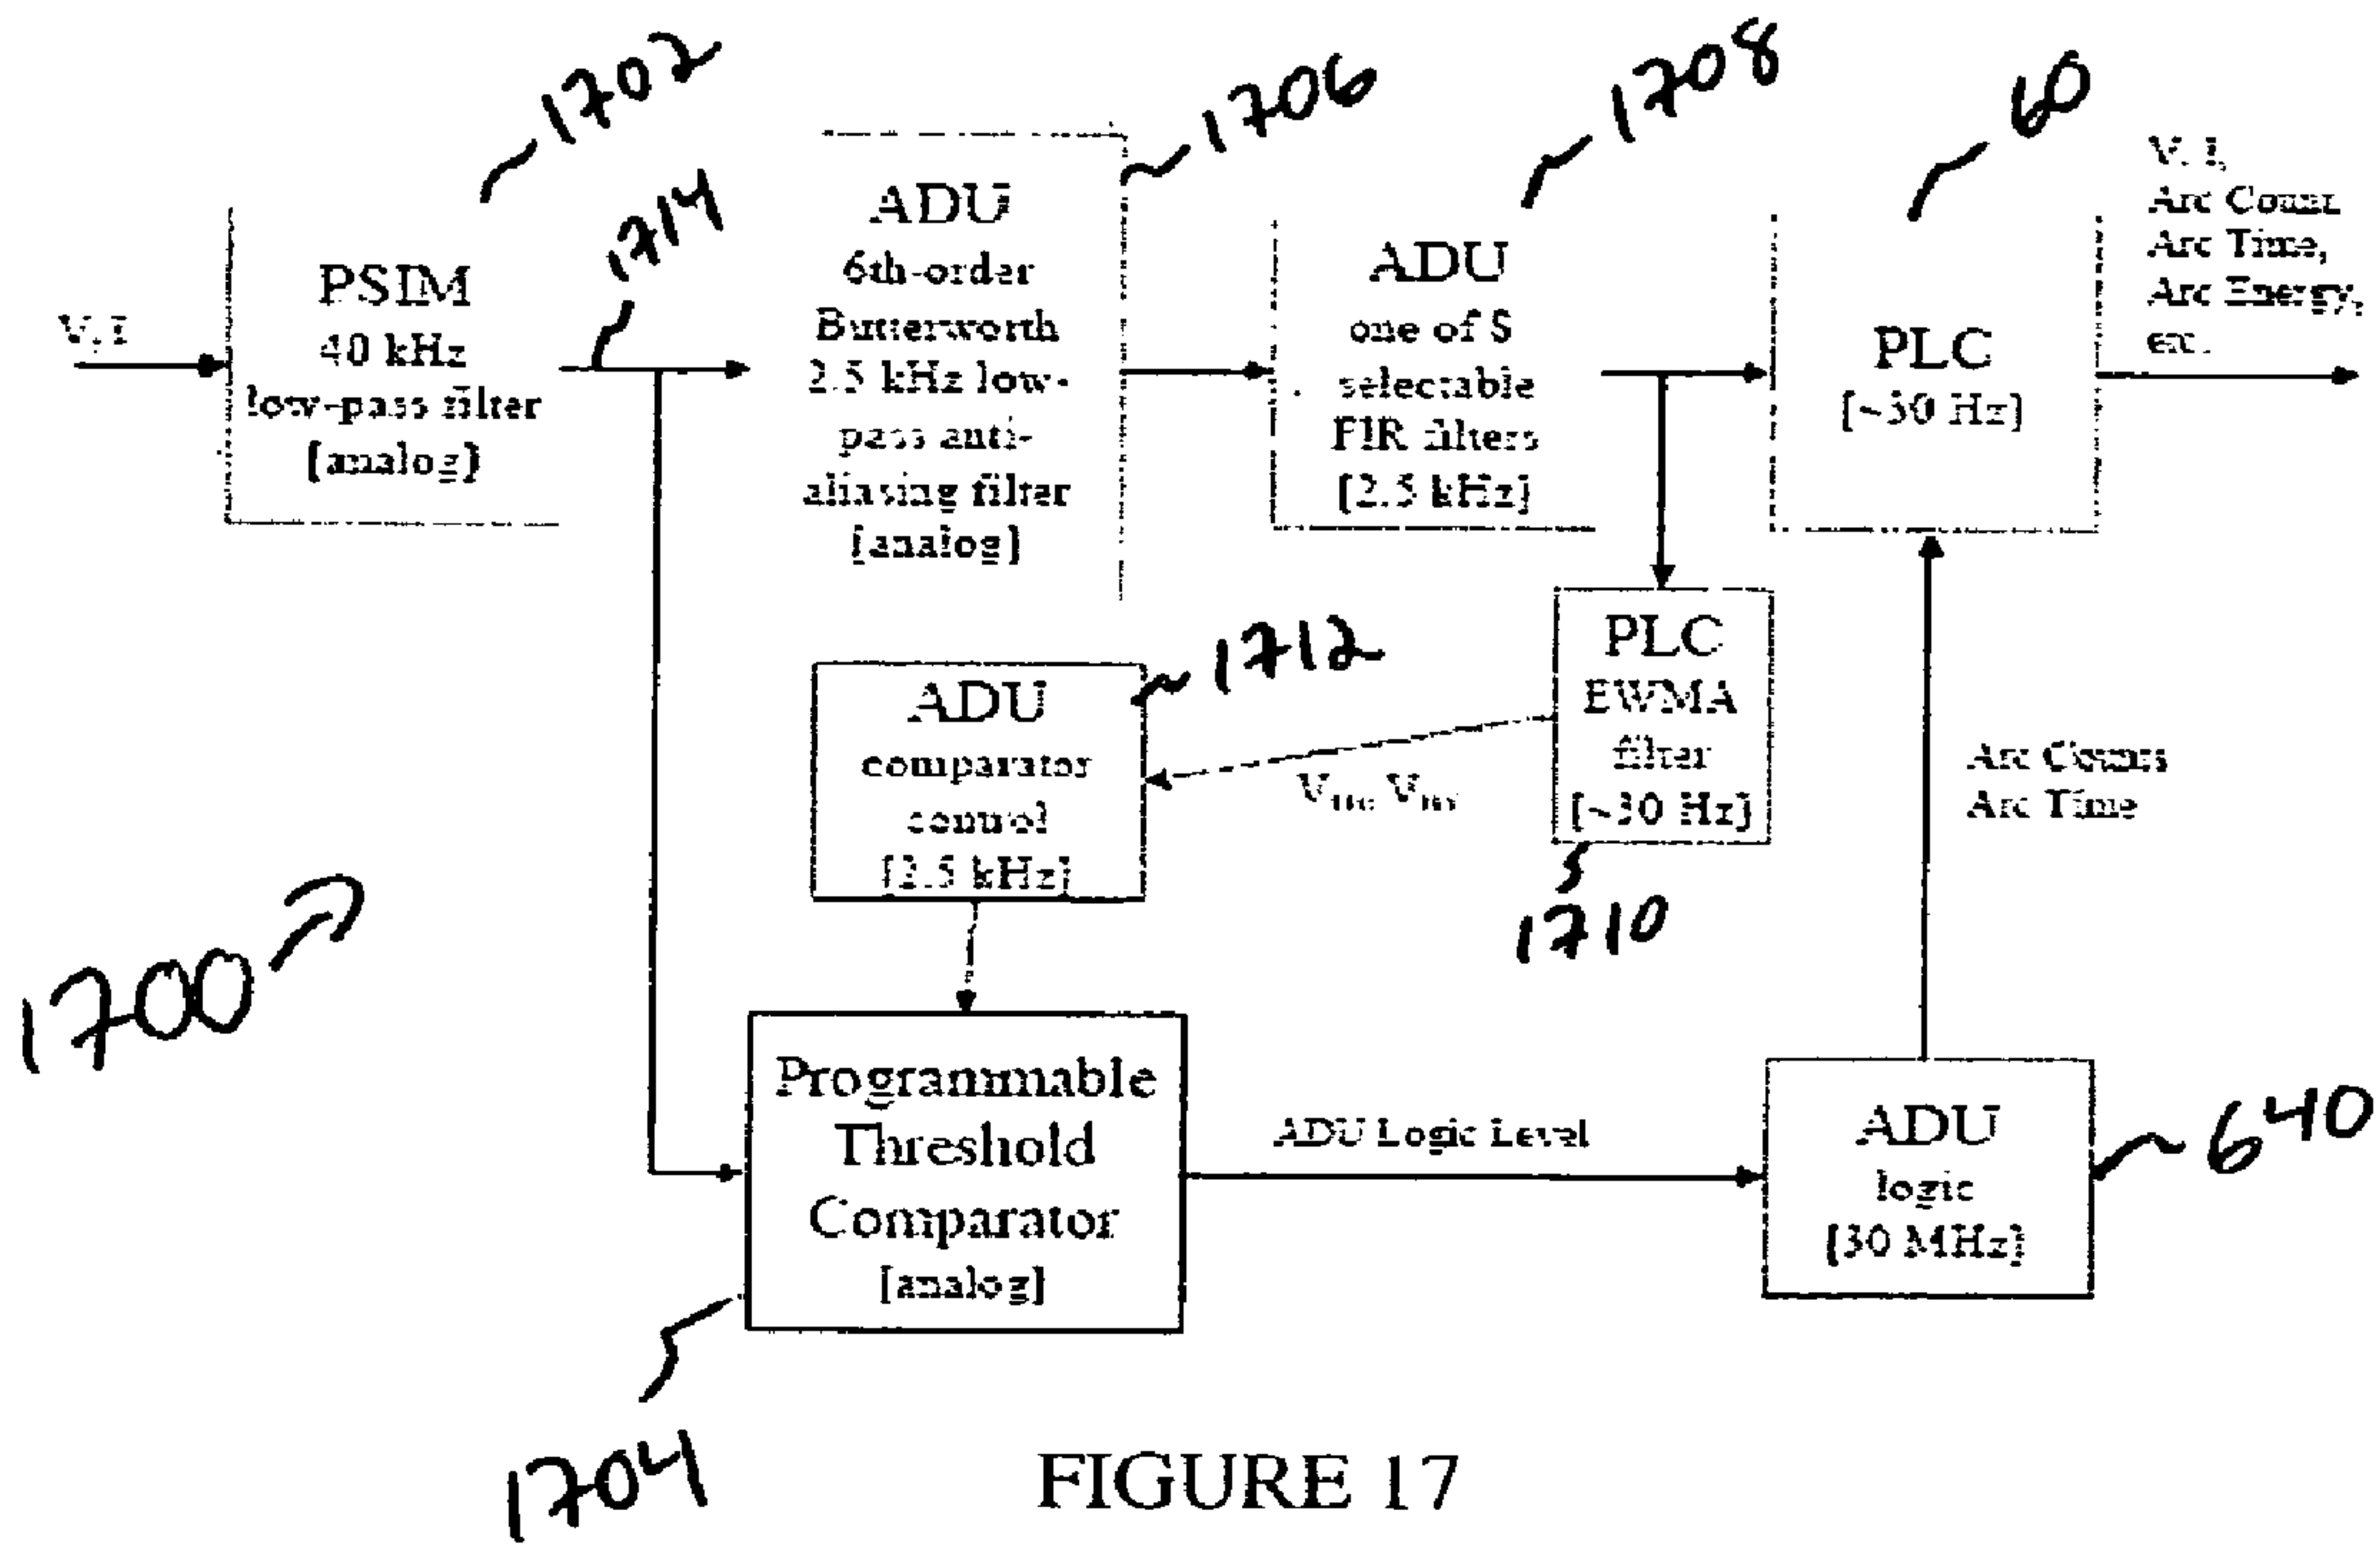 1702
1706
1708
60
1714
V, I
PSIM
40 kHz
low-pass filter
[analog]
ADU
6th-order
Butterworth
2.5 kHz low-
pass anti-
aliasing filter
[analog]
ADU
one of 8
selectable
FIR filters
[2.5 kHz]
PLC
[~30 Hz]
V, I,
Arc Count,
Arc Time,
Arc Energy,
etc.
1712
ADU
comparator
control
[2.5 kHz]
PLC
EWMA
filter
[~30 Hz]
1710
Arc Counts
Arc Time
1700
Programmable
Threshold
Comparator
[analog]
ADU Logic Level
ADU
logic
[30 MHz]
640
1704
FIGURE 17